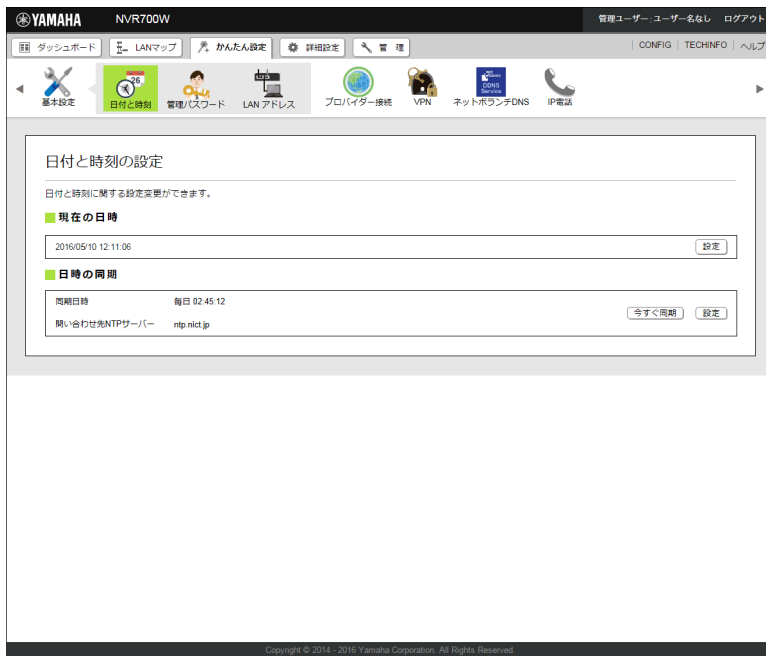 YAMAHA NVR700W 管理ユーザー:ユーザー名なし ログアウト
ダッシュボード LANマップ かんたん設定 詳細設定 管 理 CONFIG | TECHINFO | ヘルプ
26
DDNS
Service
基本設定 日付と時刻 管理パスワード LAN アドレス プロバイダー接続 VPN ネットボランチDNS IP電話
日付と時刻の設定
日付と時刻に関する設定変更ができます。
現在の日時
2016/05/10 12:11:06 設定
日時の同期
同期日時 毎日 02:45:12
今すぐ同期 設定
問い合わせ先NTPサーバー ntp.nict.jp
Copyright © 2014 - 2016 Yamaha Corporation. All Rights Reserved.